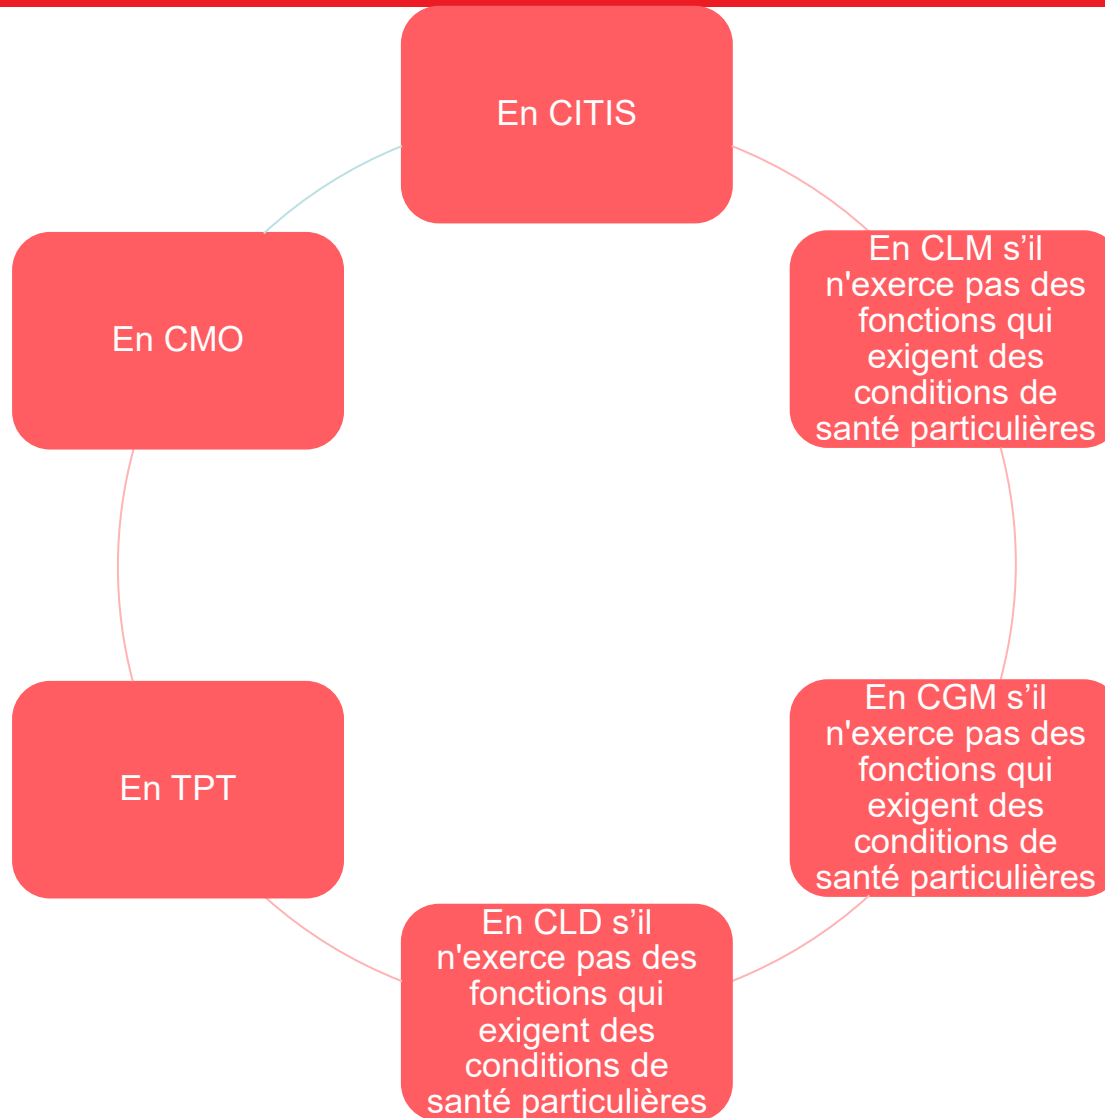 En CITIS
En CLM s’il
n'exerce pas des
fonctions qui
exigent des
conditions de
santé particulières
En CGM s’il
n'exerce pas des
fonctions qui
exigent des
conditions de
santé particulières
En CLD s’il
n'exerce pas des
fonctions qui
exigent des
conditions de
santé particulières
En TPT
En CMO